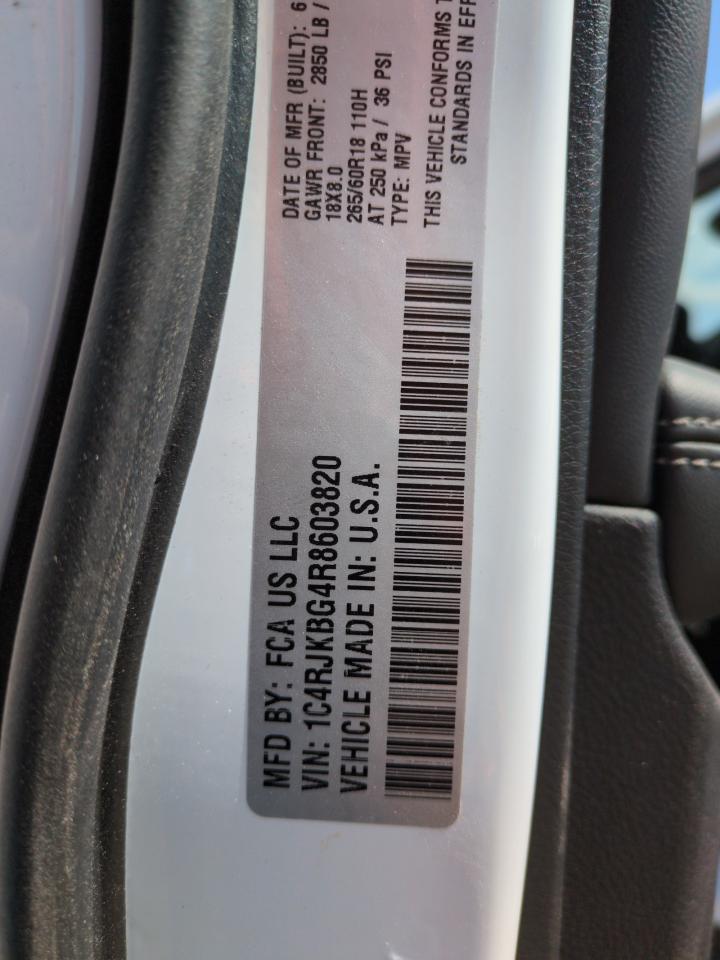 MFD BY: FCA US LLC
VIN: 1C4RJKBG4R8603820
VEHICLE MADE IN: U.S.A.
DATE OF MFR (BUILT): 6
GAWR FRONT: 2850 LB /
18X8.0
265/60R18 110H
AT 250 kPa / 36 PSI
TYPE: MPV
THIS VEHICLE CONFORMS
STANDARDS IN